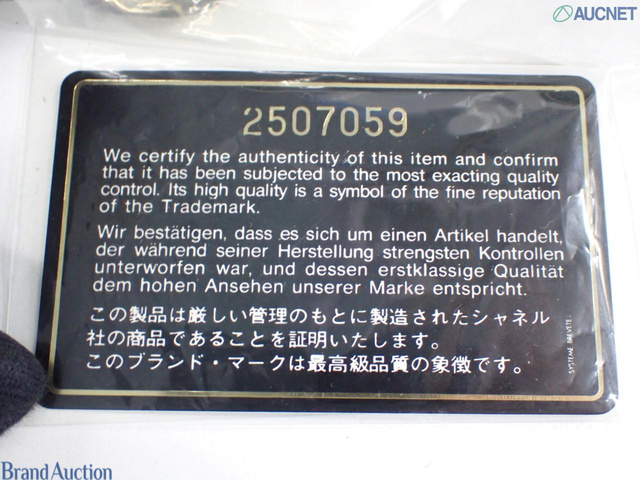 AUCNET
2507059
We certify the authenticity of this item and confirm
that it has been subjected to the most exacting quality
control. Its high quality is a symbol of the fine reputation
of the Trademark.
Wir bestätigen, dass es sich um einen Artikel handelt,
der während seiner Herstellung strengsten Kontrollen
unterworfen war, und dessen erstklassige Qualität
dem hohen Ansehen unserer Marke entspricht.
この製品は厳しい管理のもとに製造されたシャネル
社の商品であることを証明いたします。
このブランド・マークは最高級品質の象徴です。
SYSTEME BREVETE
Brand Auction